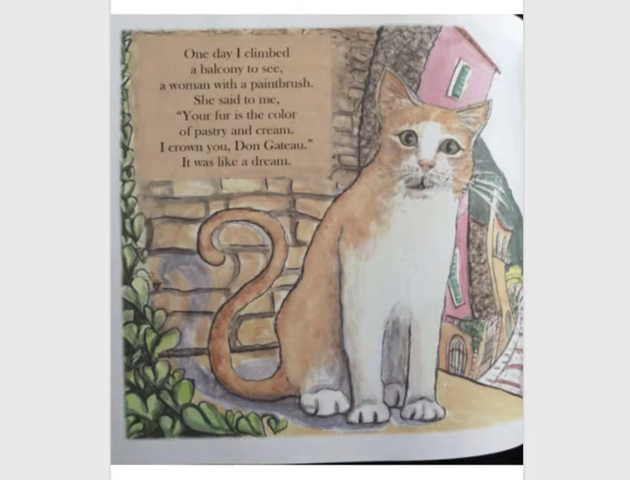 One day I climbed
a balcony to see,
a woman with a paintbrush.
She said to me,
“Your fur is the color
of pastry and cream.
I crown you, Don Gateau.”
It was like a dream.